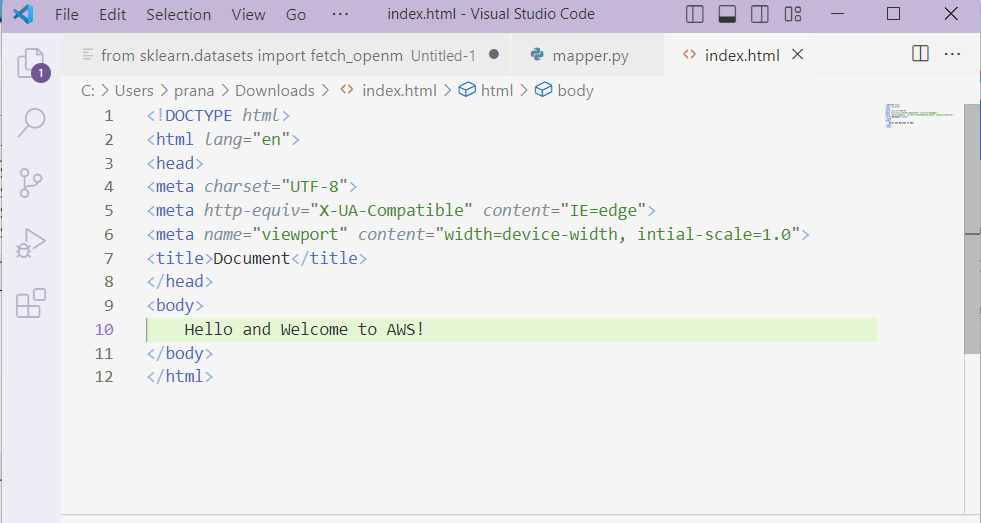 File Edit Selection View Go ··· index.html - Visual Studio Code
from sklearn.datasets import fetch_openm Untitled-1 mapper.py index.html
1
C: > Users > prana > Downloads > index.html > html > body
1 <!DOCTYPE html>
2 <html lang="en">
3 <head>
4 <meta charset="UTF-8">
5 <meta http-equiv="X-UA-Compatible" content="IE=edge">
6 <meta name="viewport" content="width=device-width, intial-scale=1.0">
7 <title>Document</title>
8 </head>
9 <body>
10 Hello and Welcome to AWS!
11 </body>
12 </html>